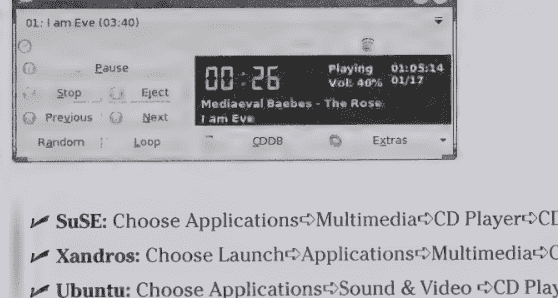 01: I am Eve (03:40)
Pause
Stop Eject
Previous Next
Random Loop CDDB Extras
00:26 Playing 01:05:14
Vol: 40% 01/17
Mediaeval Baebes - The Rose
I am Eve
SuSE: Choose Applications➪Multimedia➪CD Player➪CD
Xandros: Choose Launch➪Applications➪Multimedia➪C
Ubuntu: Choose Applications➪Sound & Video ➪CD Play